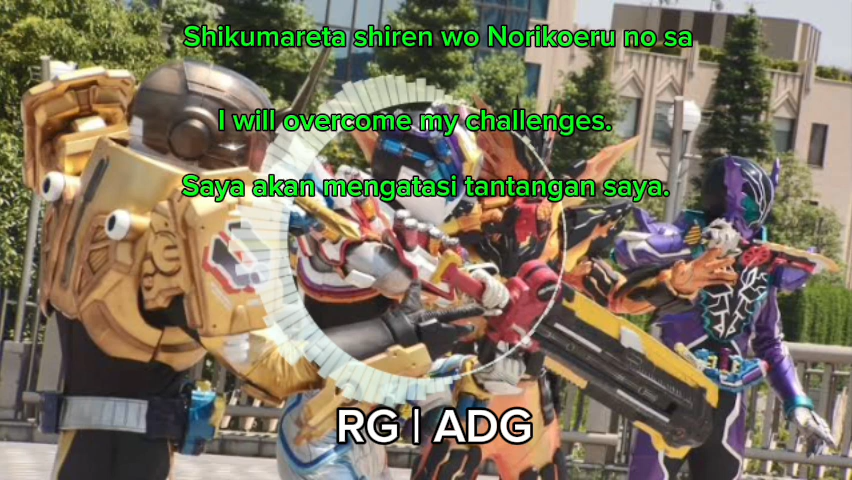 Shikumareta shiren wo Norikoeru no sa
I will overcome my challenges.
Saya akan mengatasi tantangan saya.
RG | ADG